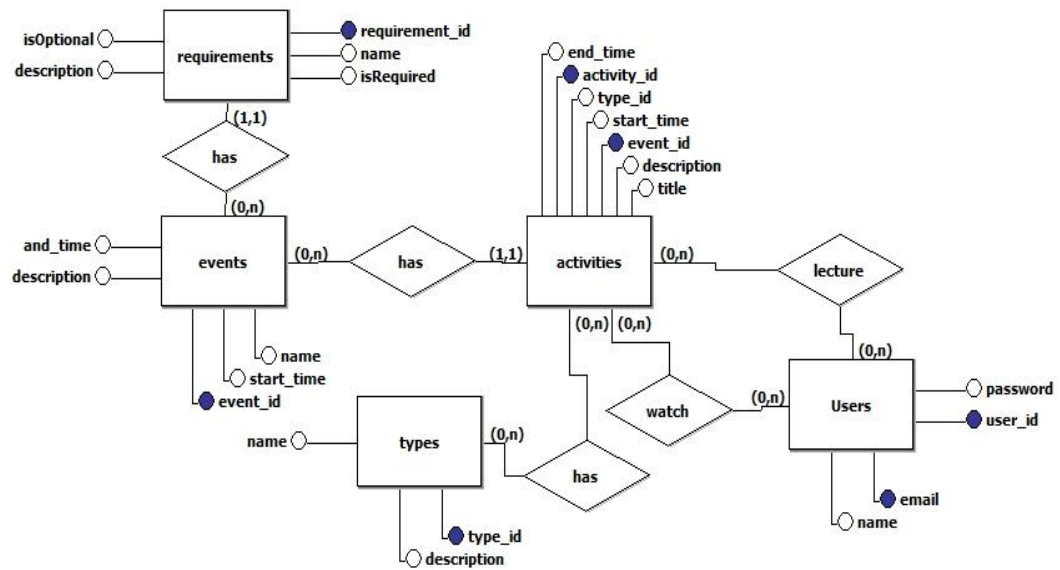 isOptional
description
requirements
requirement_id
name
isRequired
(1,1)
has
(0,n)
end_time
activity_id
type_id
start_time
event_id
description
title
and_time
description
events
(0,n)
has
(1,1)
activities
(0,n)
lecture
(0,n)
(0,n)
(0,n)
name
start_time
event_id
name
types
(0,n)
has
watch
(0,n)
Users
password
user_id
email
name
type_id
description